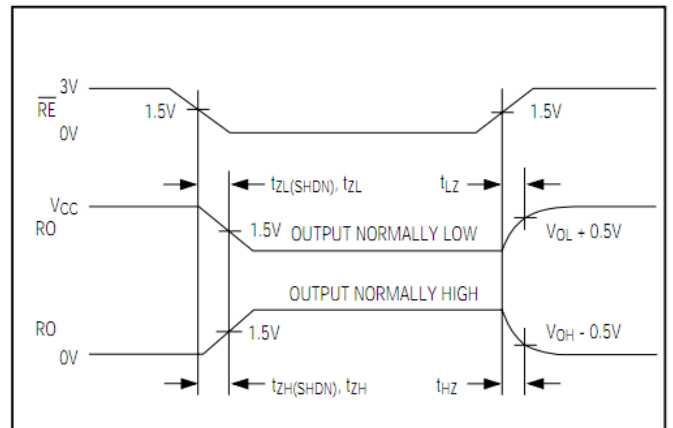 3V
RE
1.5V
1.5V
0V
tZL(SHDN), tZL
tLZ
VCC
RO
1.5V OUTPUT NORMALLY LOW
VOL + 0.5V
OUTPUT NORMALLY HIGH
RO
1.5V
VOH - 0.5V
0V
tZH(SHDN), tZH
tHZ